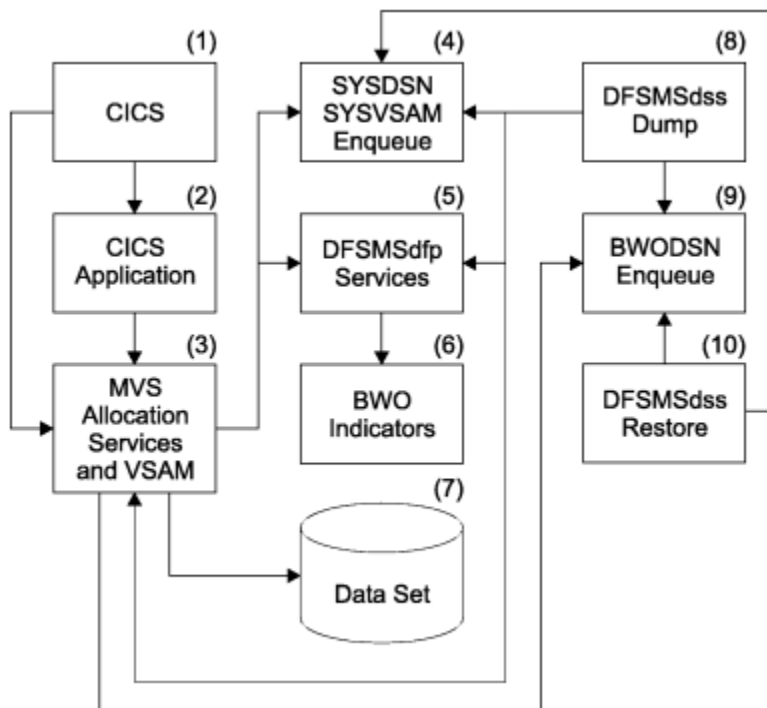 (1)
CICS
(2)
CICS
Application
(3)
MVS
Allocation
Services
and VSAM
(4)
SYSDSN
SYSVSAM
Enqueue
(5)
DFSMSdfp
Services
(6)
BWO
Indicators
(7)
Data Set
(8)
DFSMSdss
Dump
(9)
BWODSN
Enqueue
(10)
DFSMSdss
Restore